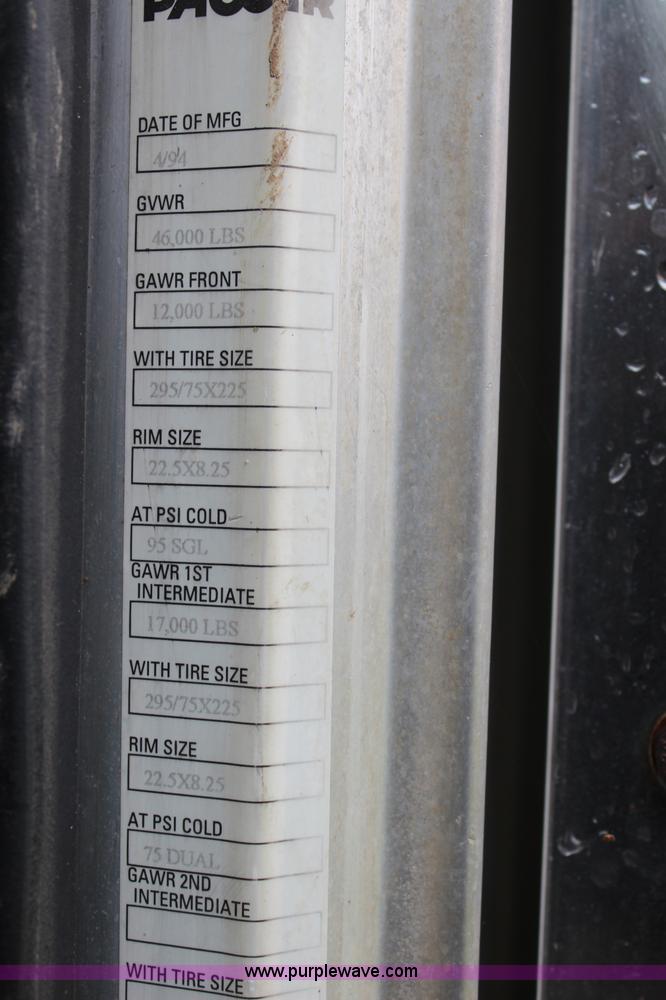 PACCAR
DATE OF MFG
4/94
GVWR
46,000 LBS
GAWR FRONT
12,000 LBS
WITH TIRE SIZE
295/75X225
RIM SIZE
22.5X8.25
AT PSI COLD
95 SGL
GAWR 1ST
INTERMEDIATE
17,000 LBS
WITH TIRE SIZE
295/75X225
RIM SIZE
22.5X8.25
AT PSI COLD
75 DUAL
GAWR 2ND
INTERMEDIATE
WITH TIRE SIZE
www.purplewave.com